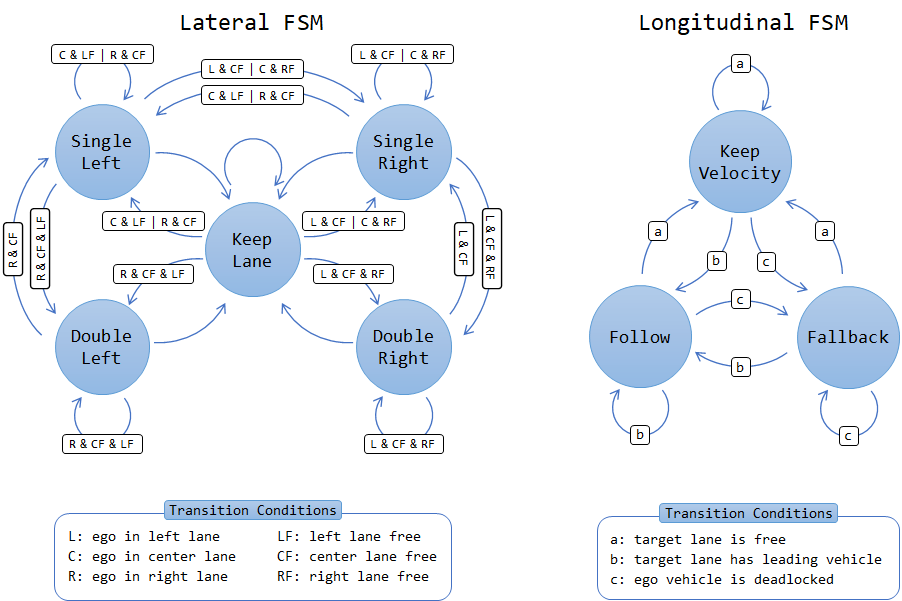 Lateral FSM
Longitudinal FSM
C & LF | R & CF
L & CF | C & RF
L & CF | C & RF
C & LF | R & CF
a
Single
Left
Single
Right
Keep
Velocity
C & LF | R & CF
L & CF | C & RF
R & CF
R & CF & LF
Keep
Lane
L & CF
L & CF & RF
a
a
b
c
R & CF & LF
L & CF & RF
c
Double
Left
Double
Right
Follow
Fallback
b
R & CF & LF
L & CF & RF
b
c
Transition Conditions
L: ego in left lane
LF: left lane free
C: ego in center lane
CF: center lane free
R: ego in right lane
RF: right lane free
Transition Conditions
a: target lane is free
b: target lane has leading vehicle
c: ego vehicle is deadlocked